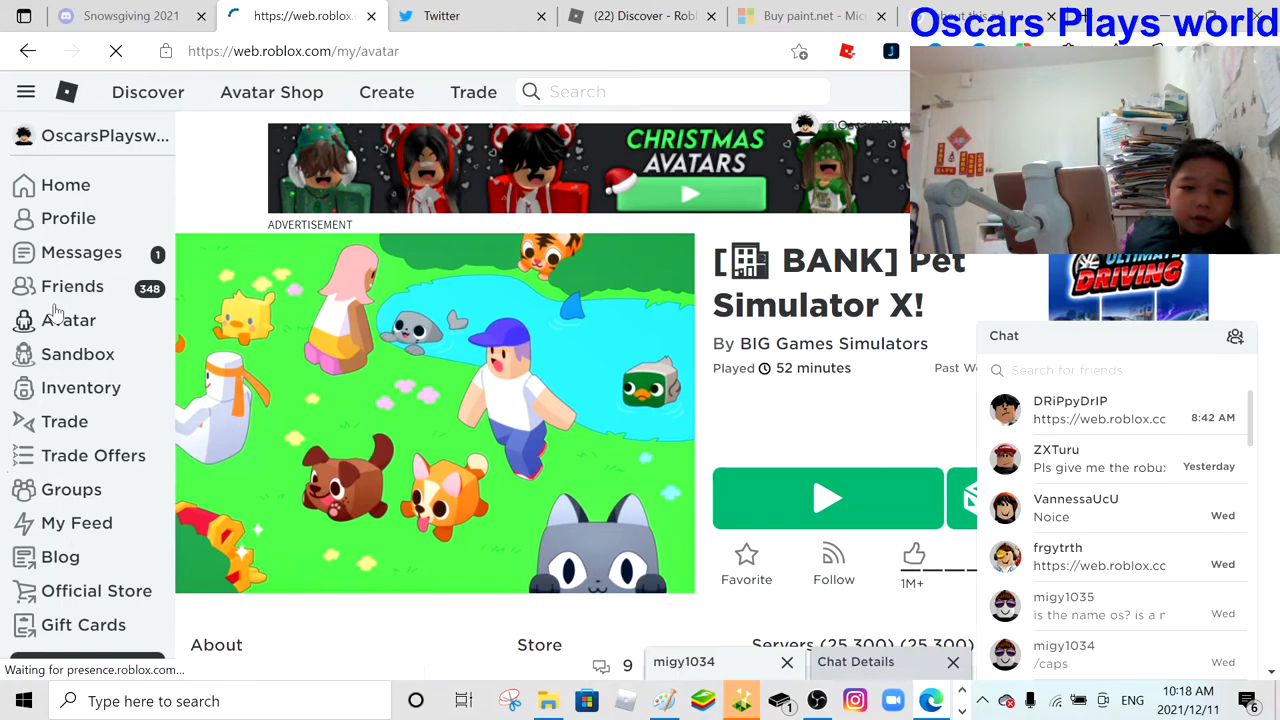 Snowsgiving 2021
https://web.roblox.
Twitter
(22) Discover - Rob
Buy paint.net - Mic
Oscars Plays world
https://web.roblox.com/my/avatar
Discover
Avatar Shop
Create
Trade
Search
OscarsPlaysw...
Home
Profile
Messages
1
Friends
348
Avatar
Sandbox
Inventory
Trade
Trade Offers
Groups
My Feed
Blog
Official Store
Gift Cards
Waiting for presence.roblox.com...
CHRISTMAS
AVATARS
ADVERTISEMENT
[🏢 BANK] Pet
Simulator X!
By BIG Games Simulators
Played 52 minutes
Past W
Favorite
Follow
1M+
About
Store
Servers (25,300) (25,300)
9
migy1034
Chat Details
ULTIMATE
DRIVING
Chat
Search for friends
DRiPpyDrIP
https://web.roblox.cc
8:42 AM
ZXTuru
Pls give me the robu:
Yesterday
VannessaUcU
Noice
Wed
frgytrth
https://web.roblox.cc
Wed
migy1035
is the name os? is a r
Wed
migy1034
/caps
Wed
Type here to search
1
ENG
10:18 AM
2021/12/11
6